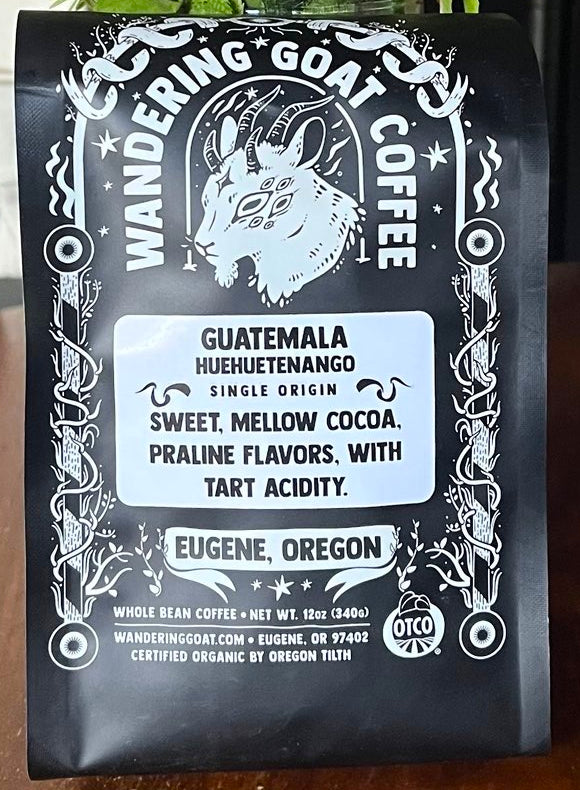 WANDERING GOAT COFFEE
GUATEMALA
HUEHUETENANGO
SINGLE ORIGIN
SWEET, MELLOW COCOA,
PRALINE FLAVORS, WITH
TART ACIDITY.
EUGENE, OREGON
WHOLE BEAN COFFEE • NET WT. 12oz (340G)
WANDERINGGOAT.COM • EUGENE, OR 97402
CERTIFIED ORGANIC BY OREGON TILTH
OTCO